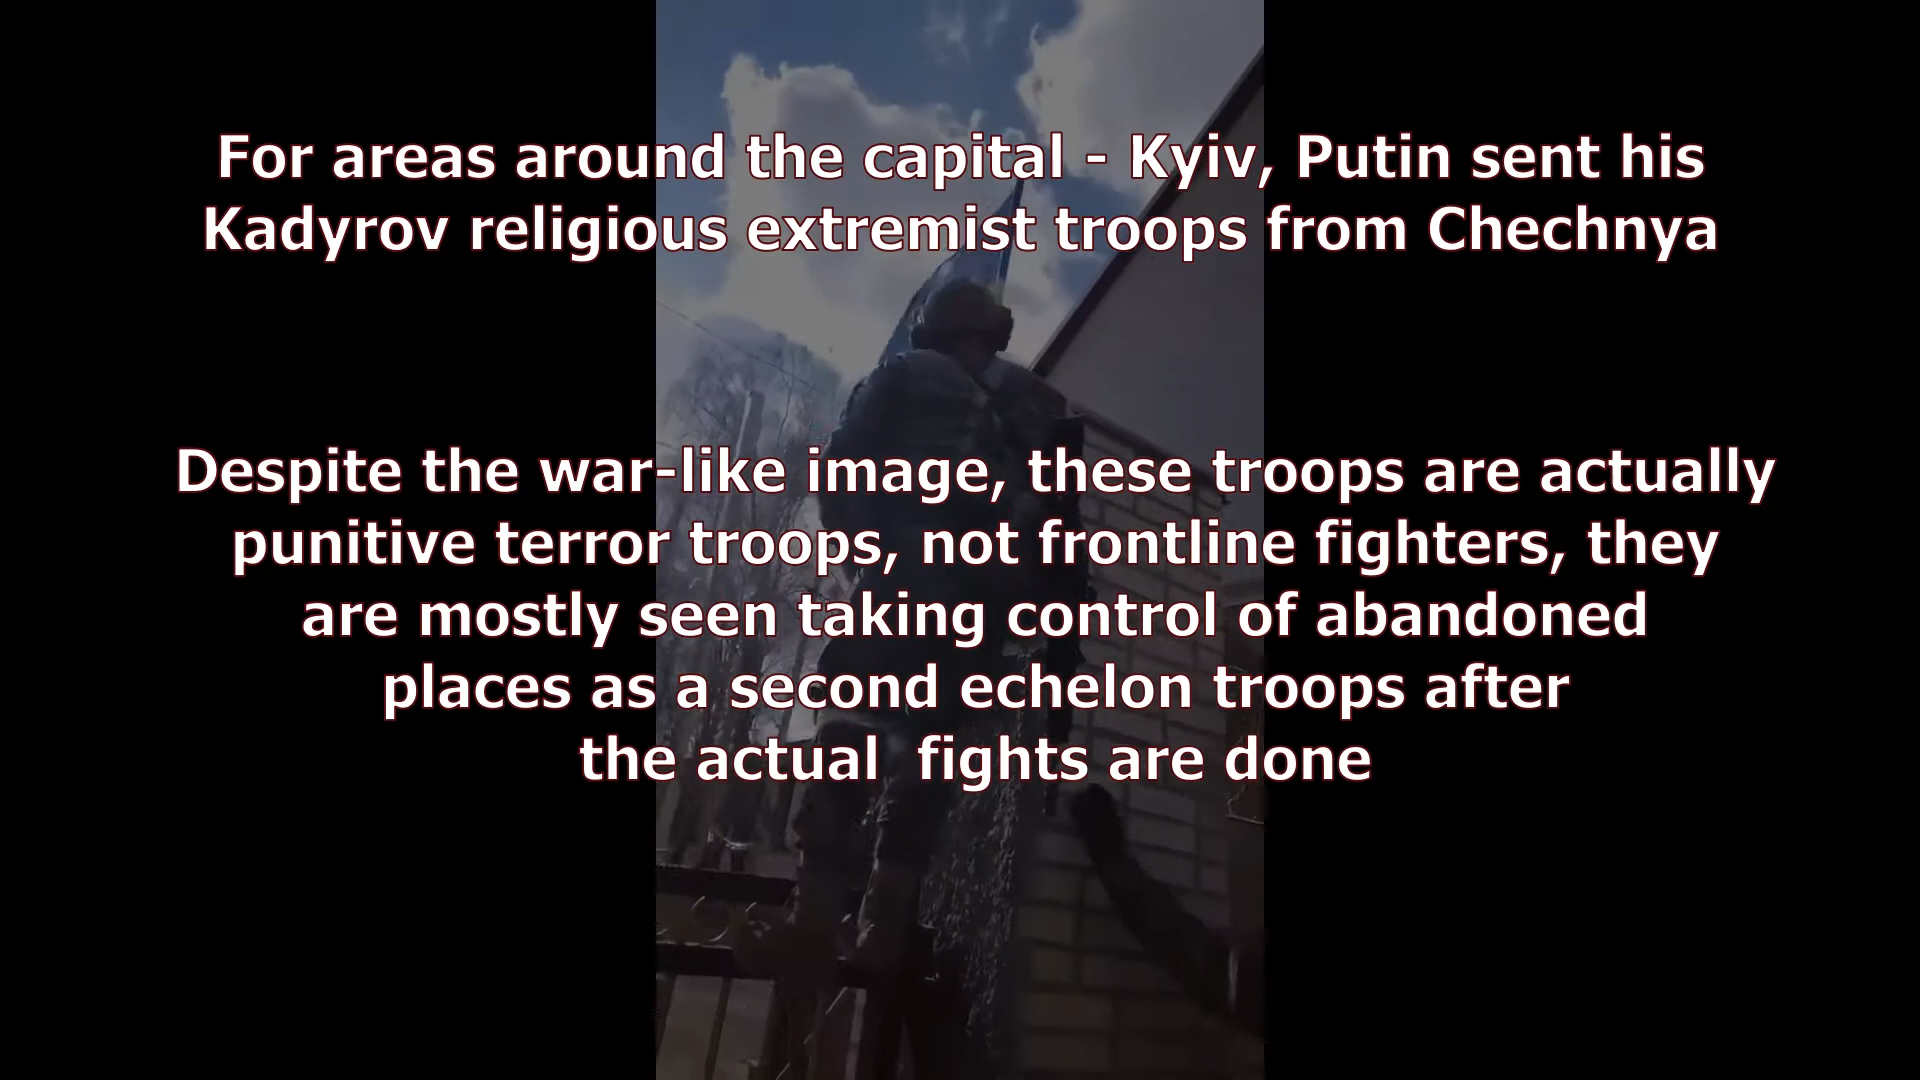 For areas around the capital - Kyiv, Putin sent his
Kadyrov religious extremist troops from Chechnya
Despite the war-like image, these troops are actually
punitive terror troops, not frontline fighters, they
are mostly seen taking control of abandoned
places as a second echelon troops after
the actual  fights are done